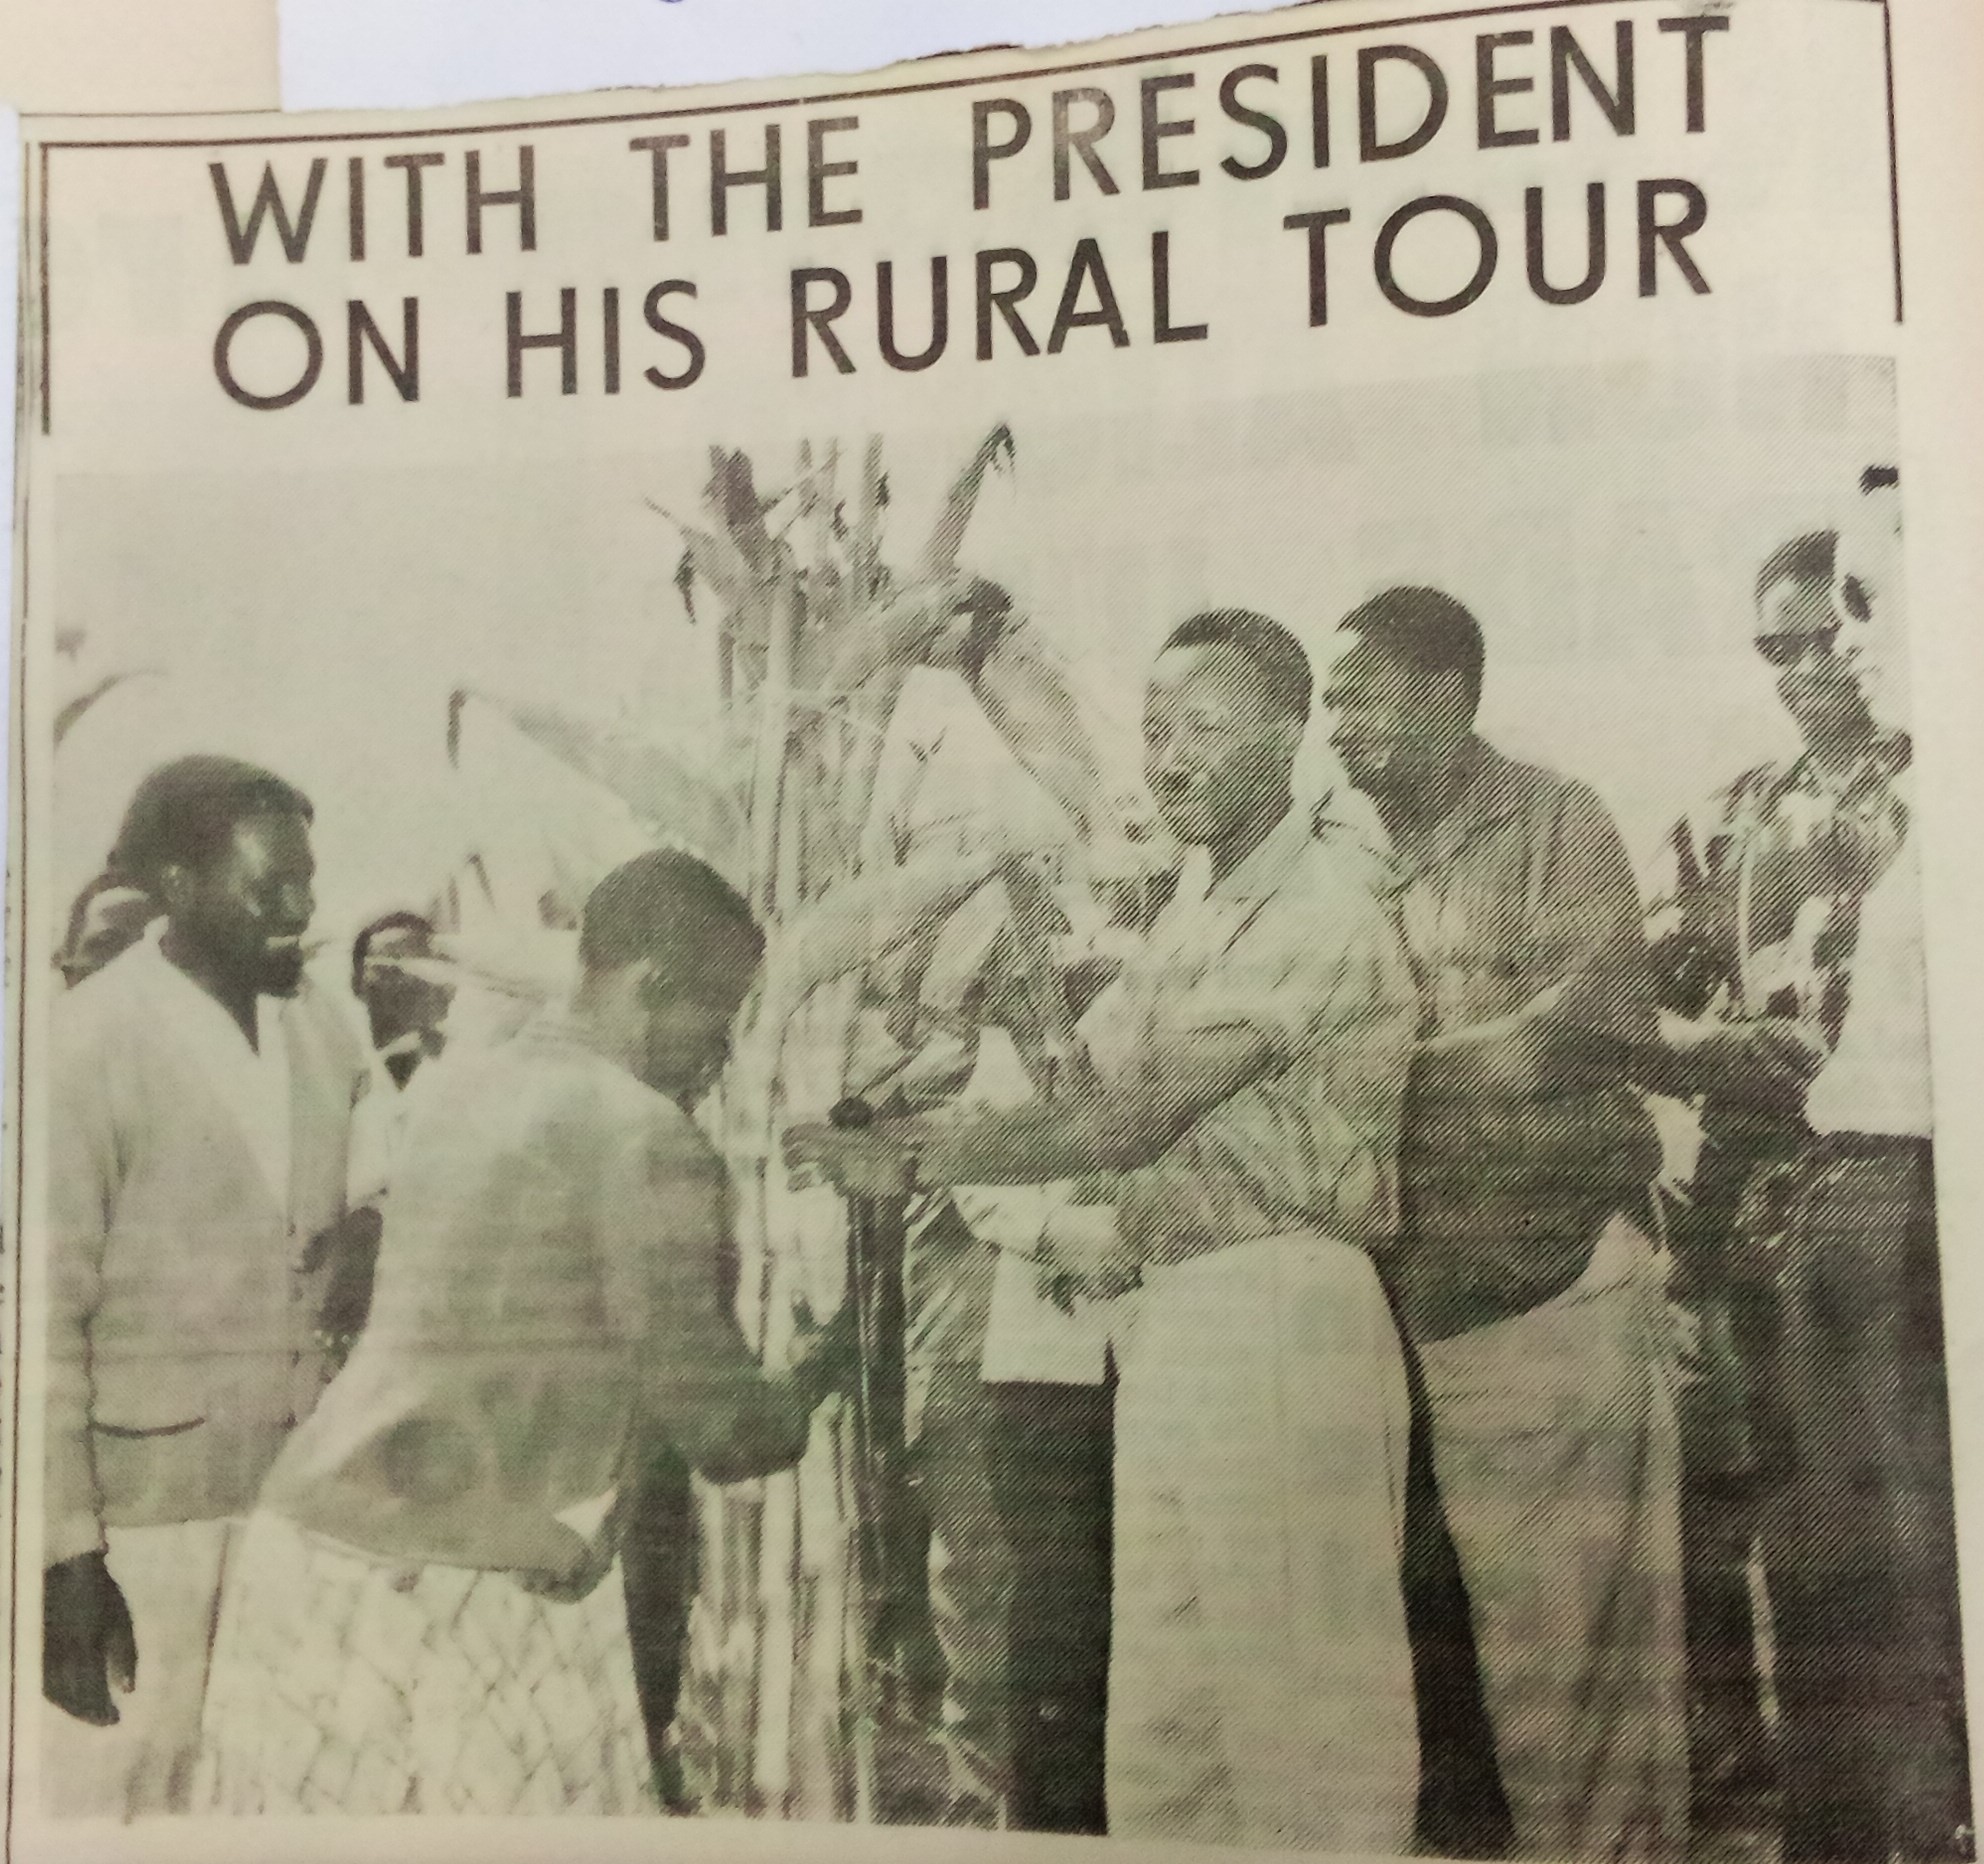 WITH THE PRESIDENT
ON HIS RURAL TOUR